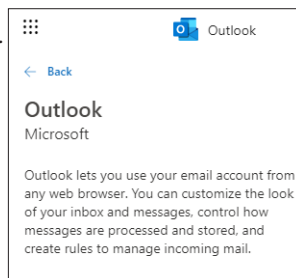 Outlook
← Back
Outlook
Microsoft
Outlook lets you use your email account from
any web browser. You can customize the look
of your inbox and messages, control how
messages are processed and stored, and
create rules to manage incoming mail.